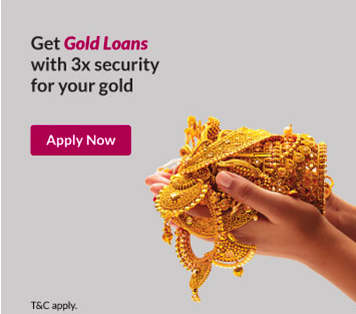 Get Gold Loans
with 3x security
for your gold
Apply Now
T&C apply.